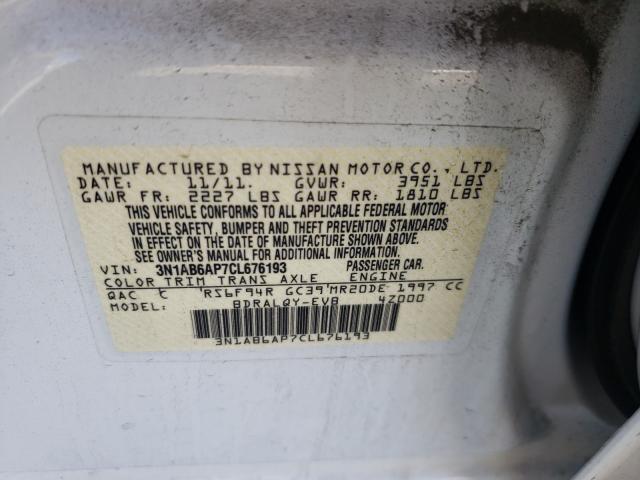 MANUFACTURED BY NISSAN MOTOR CO., LTD.
DATE: 11/11. GVWR: 3951 LBS
GAWR FR: 2227 LBS GAWR RR: 1810 LBS
THIS VEHICLE CONFORMS TO ALL APPLICABLE FEDERAL MOTOR
VEHICLE SAFETY, BUMPER AND THEFT PREVENTION STANDARDS
IN EFFECT ON THE DATE OF MANUFACTURE SHOWN ABOVE.
SEE OWNER'S MANUAL FOR ADDITIONAL INFORMATION
VIN: 3N1AB6AP7CL676193 PASSENGER CAR.
COLOR TRIM TRANS AXLE ENGINE
QAC C RS6F94R GC39 MR20DE 1997 CC
MODEL: BDRALQY-EVB 4Z000
3N1AB6AP7CL676193